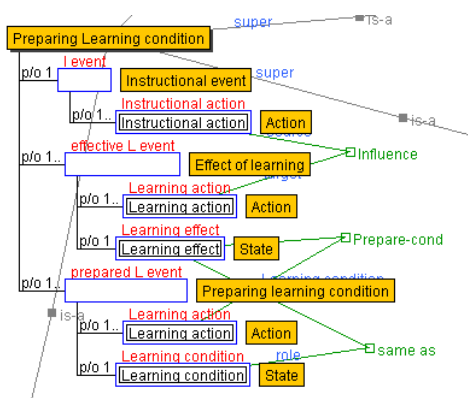 super
is-a
Preparing Learning condition
I event
super
p/o 1
Instructional event
Instructional action
p/o 1..
Instructional action
Action
is-a
source
effective L event
Influence
p/o 1..
Effect of learning
target
Learning action
p/o 1..
Learning action
Action
Learning effect
p/o 1
Learning effect
State
Prepare-cond
prepared L event
Learning condition
p/o 1..
Preparing learning condition
is-a
Learning action
p/o 1..
Learning action
Action
Learning condition
role
same as
p/o 1
Learning condition
State